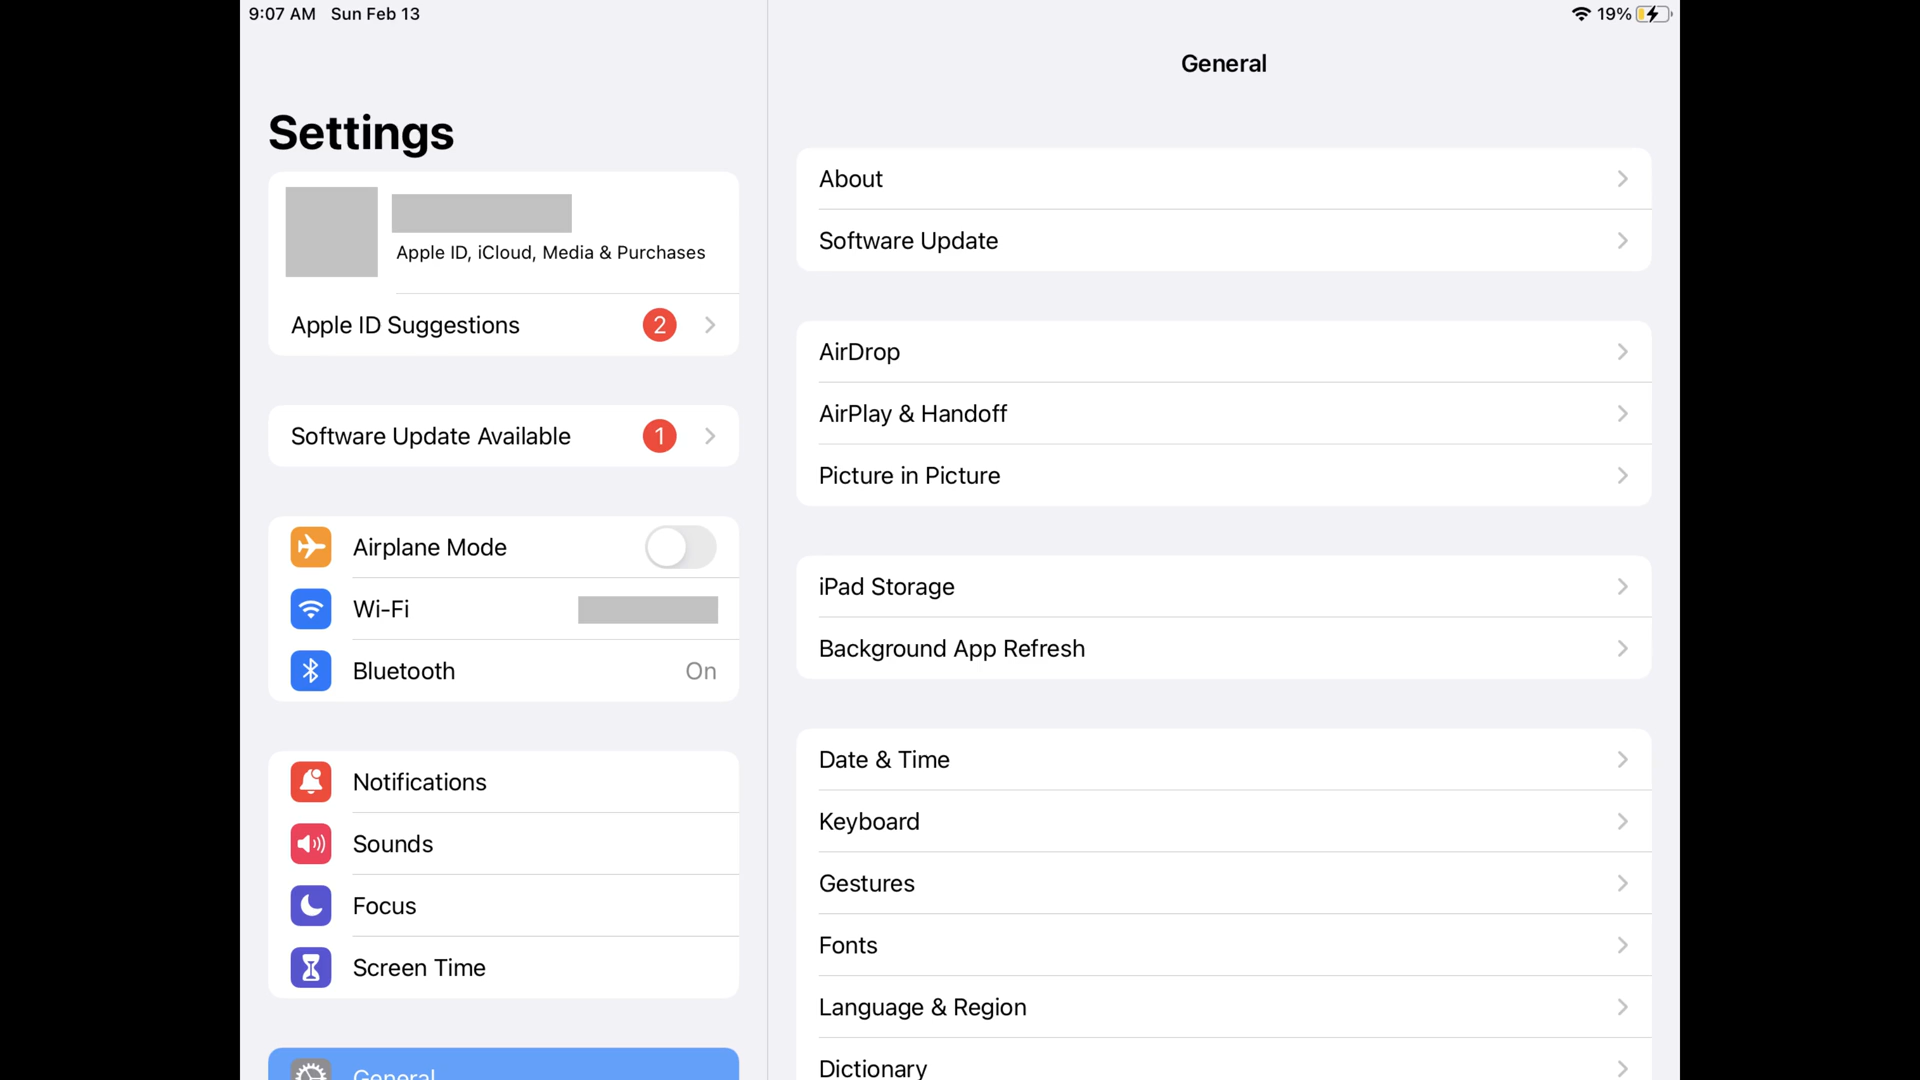 9:07 AM Sun Feb 13
19%
Settings
Apple ID, iCloud, Media & Purchases
Apple ID Suggestions 2
Software Update Available 1
Airplane Mode
Wi-Fi
Bluetooth On
Notifications
Sounds
Focus
Screen Time
General
General
About
Software Update
AirDrop
AirPlay & Handoff
Picture in Picture
iPad Storage
Background App Refresh
Date & Time
Keyboard
Gestures
Fonts
Language & Region
Dictionary